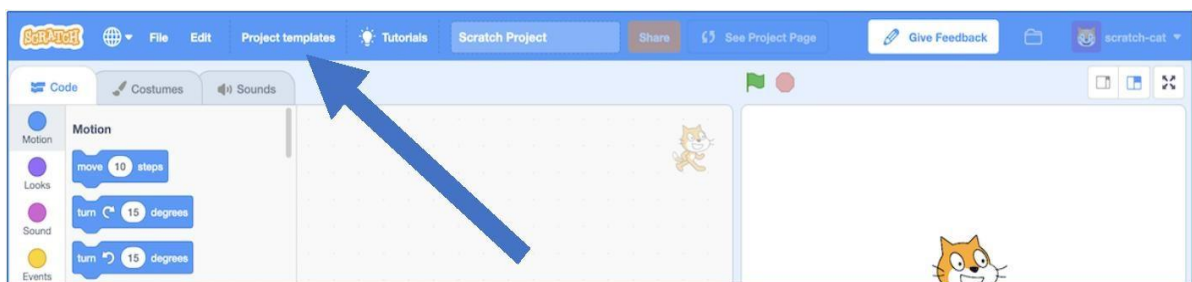 SCRATCH File Edit Project templates Tutorials Scratch Project Share See Project Page Give Feedback scratch-cat
Code Costumes Sounds
Motion
Motion
move 10 steps
Looks
turn 15 degrees
Sound
turn 15 degrees
Events